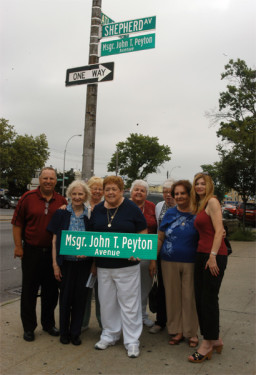 SHEPHERD AV
Msgr. John T. Peyton
Avenue
ONE WAY
Msgr. John T. Peyton
Avenue